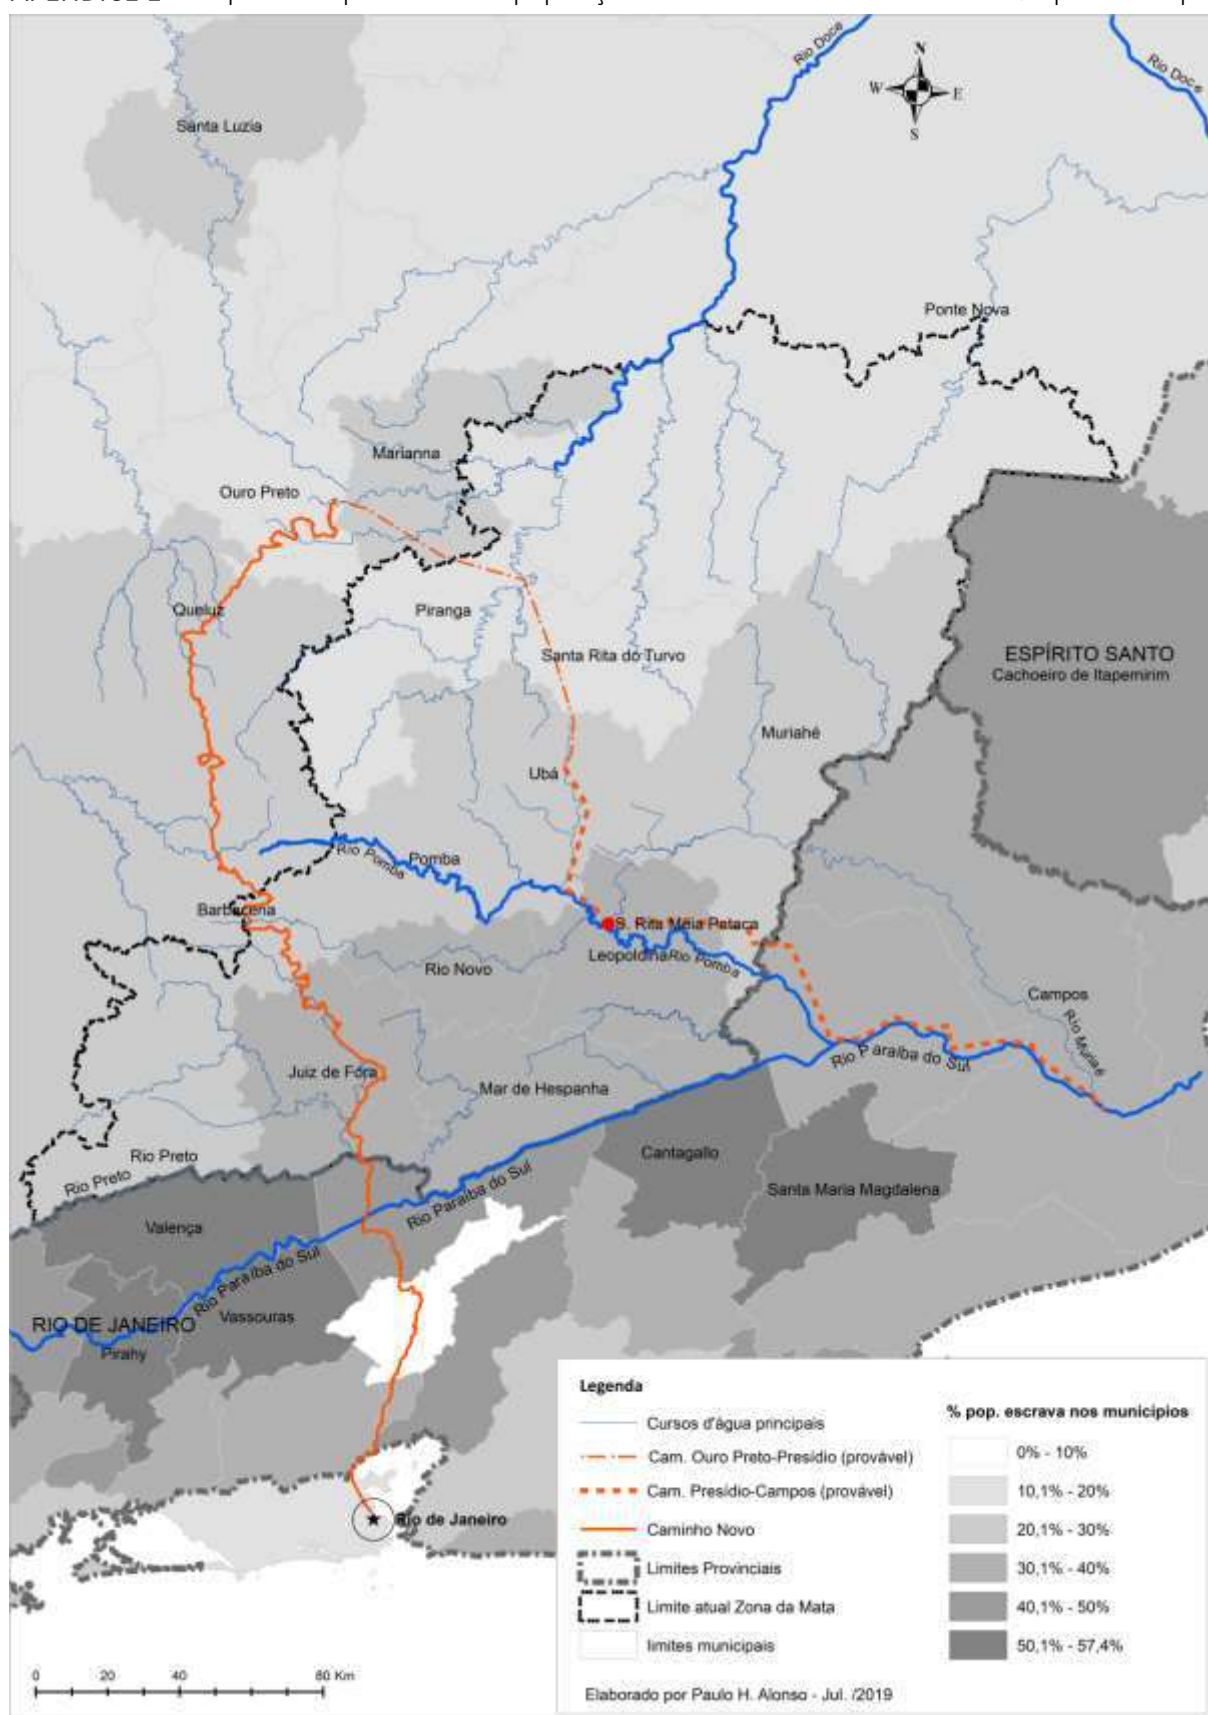 Rio Doce
Rio Doce
N
W
E
S
Santa Luzia
Ponte Nova
Marianna
Ouro Preto
Queluz
Piranga
Santa Rita do Turvo
ESPÍRITO SANTO
Cachoeiro de Itapemirim
Muriahé
Ubá
Rio Pomba
Pomba
Barbacena
S. Rita Meia Pataca
Leopoldina
Rio Pomba
Rio Novo
Campos
Rio Muriaé
Rio Paraíba do Sul
Juiz de Fóra
Mar de Hespanha
Cantagallo
Rio Preto
Rio Preto
Santa Maria Magdalena
Rio Paraíba do Sul
Valença
Rio Paraíba do Sul
Vassouras
RIO DE JANEIRO
Pirahy
Rio de Janeiro
Legenda
Cursos d'água principais
Cam. Ouro Preto-Presídio (provável)
Cam. Presídio-Campos (provável)
Caminho Novo
Limites Provinciais
Limite atual Zona da Mata
limites municipais
% pop. escrava nos municípios
0% - 10%
10,1% - 20%
20,1% - 30%
30,1% - 40%
40,1% - 50%
50,1% - 57,4%
0 20 40 80 Km
Elaborado por Paulo H. Alonso - Jul. /2019